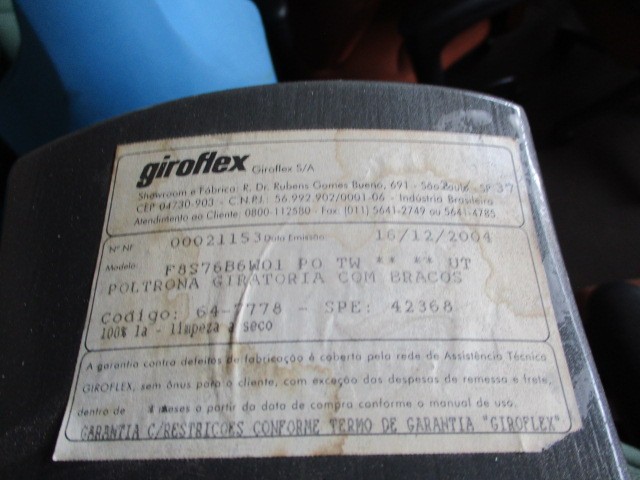 giroflex Giroflex S/A
Showroom e Fábrica: R. Dr. Rubens Gomes Bueno, 691 - São Paulo - SP 37
CEP 04730-903 - C.N.P.J. 56.992.902/0001-06 - Indústria Brasileira
Atendimento ao Cliente: 0800-112580 - Fax: (011) 5641-2749 ou 5641-4785
Nº NF 00021153 Data Emissão: 16/12/2004
Modelo: F8S76B6W01 PO TW ** ** UT
POLTRONA GIRATORIA COM BRACOS
Código: 64-7778 - SPE: 42368
100% la - limpeza a seco
A garantia contra defeitos de fabricação é coberta pela rede de Assistência Técnica
GIROFLEX, sem ônus para o cliente, com exceção das despesas de remessa e frete,
dentro de meses a partir da data de compra conforme o manual de uso.
GARANTIA C/RESTRICOES CONFORME TERMO DE GARANTIA "GIROFLEX"